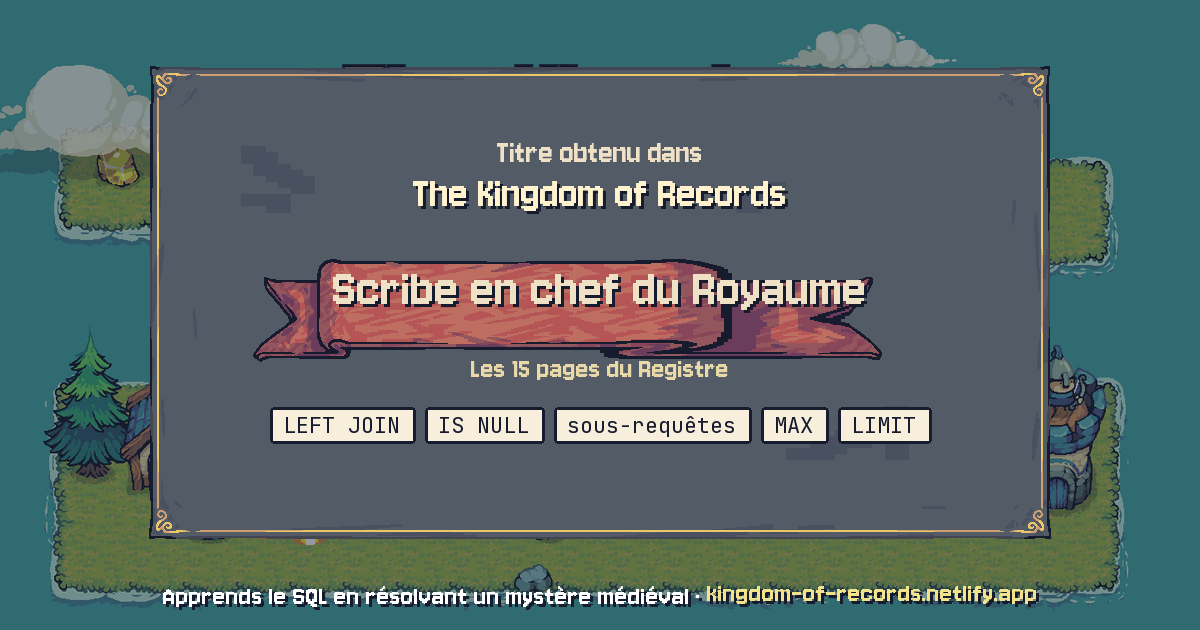 Titre obtenu dans
The Kingdom of Records
Scribe en chef du Royaume
Les 15 pages du Registre
LEFT JOIN IS NULL sous-requêtes MAX LIMIT
Apprends le SQL en résolvant un mystère médiéval · kingdom-of-records.netlify.app